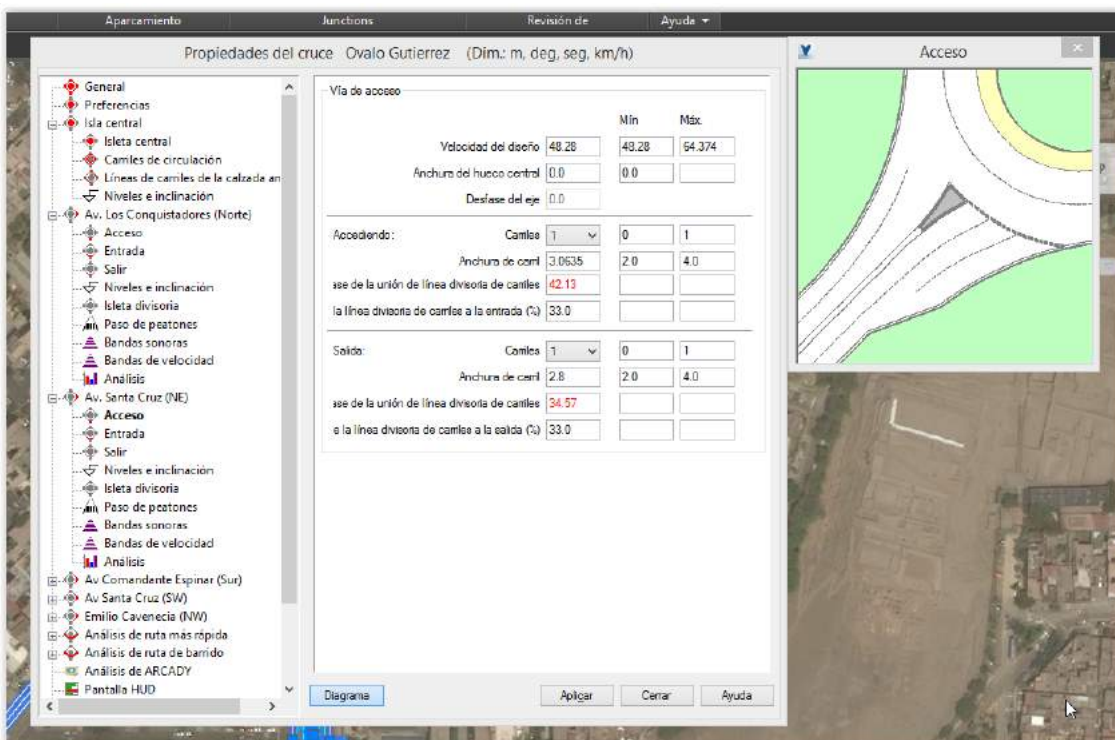 Aparcamiento Junctions Revisión de Ayuda
Propiedades del cruce Ovalo Gutierrez (Dim.: m, deg, seg, km/h)
Acceso
General
Preferencias
Isla central
Isleta central
Carriles de circulación
Líneas de carriles de la calzada an
Niveles e inclinación
Av. Los Conquistadores (Norte)
Acceso
Entrada
Salir
Niveles e inclinación
Isleta divisoria
Paso de peatones
Bandas sonoras
Bandas de velocidad
Análisis
Av. Santa Cruz (NE)
Acceso
Entrada
Salir
Niveles e inclinación
Isleta divisoria
Paso de peatones
Bandas sonoras
Bandas de velocidad
Análisis
Av Comandante Espinar (Sur)
Av Santa Cruz (SW)
Emilio Cavenecia (NW)
Análisis de ruta más rápida
Análisis de ruta de barrido
Análisis de ARCADY
Pantalla HUD
Vía de acceso
Mín Máx.
Velocidad del diseño 48.28 48.28 64.374
Anchura del hueco central 0.0 0.0
Desfase del eje 0.0
Accediendo: Carriles 1 0 1
Anchura de carril 3.0635 2.0 4.0
ase de la unión de línea divisoria de carriles 42.13
la línea divisoria de carriles a la entrada (%) 33.0
Salida: Carriles 1 0 1
Anchura de carril 2.8 2.0 4.0
ase de la unión de línea divisoria de carriles 34.57
e la línea divisoria de carriles a la salida (%) 33.0
Diagrama Aplicar Cerrar Ayuda